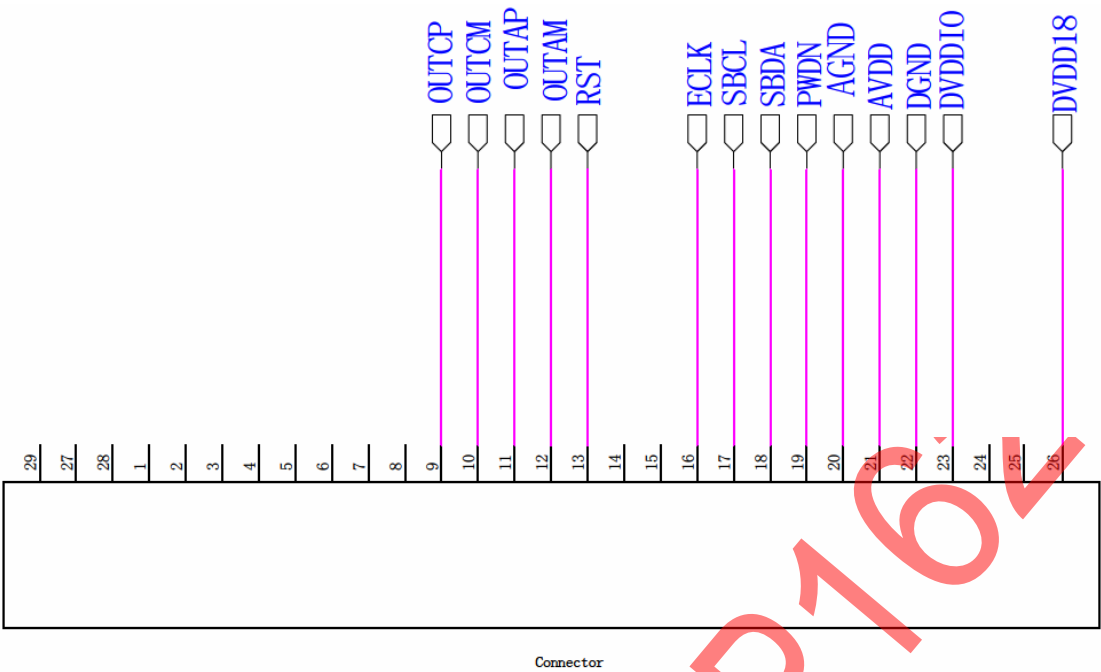 OUTCP
OUTCM
OUTAP
OUTAM
RST
ECLK
SBCL
SBDA
PWDN
AGND
AVDD
DGND
DVDDIO
DVDD18
29
27
28
1
2
3
4
5
6
7
8
9
10
11
12
13
14
15
16
17
18
19
20
21
22
23
24
25
26
Connector